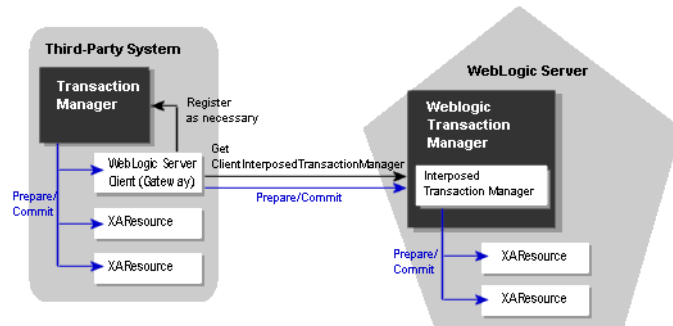 Third-Party System
Transaction
Manager
Register
as necessary
WebLogic Server
Client (Gateway)
Get
ClientInterposedTransactionManager
Prepare/Commit
Prepare/
Commit
XAResource
XAResource
WebLogic Server
Weblogic
Transaction
Manager
Interposed
Transaction Manager
Prepare/
Commit
XAResource
XAResource